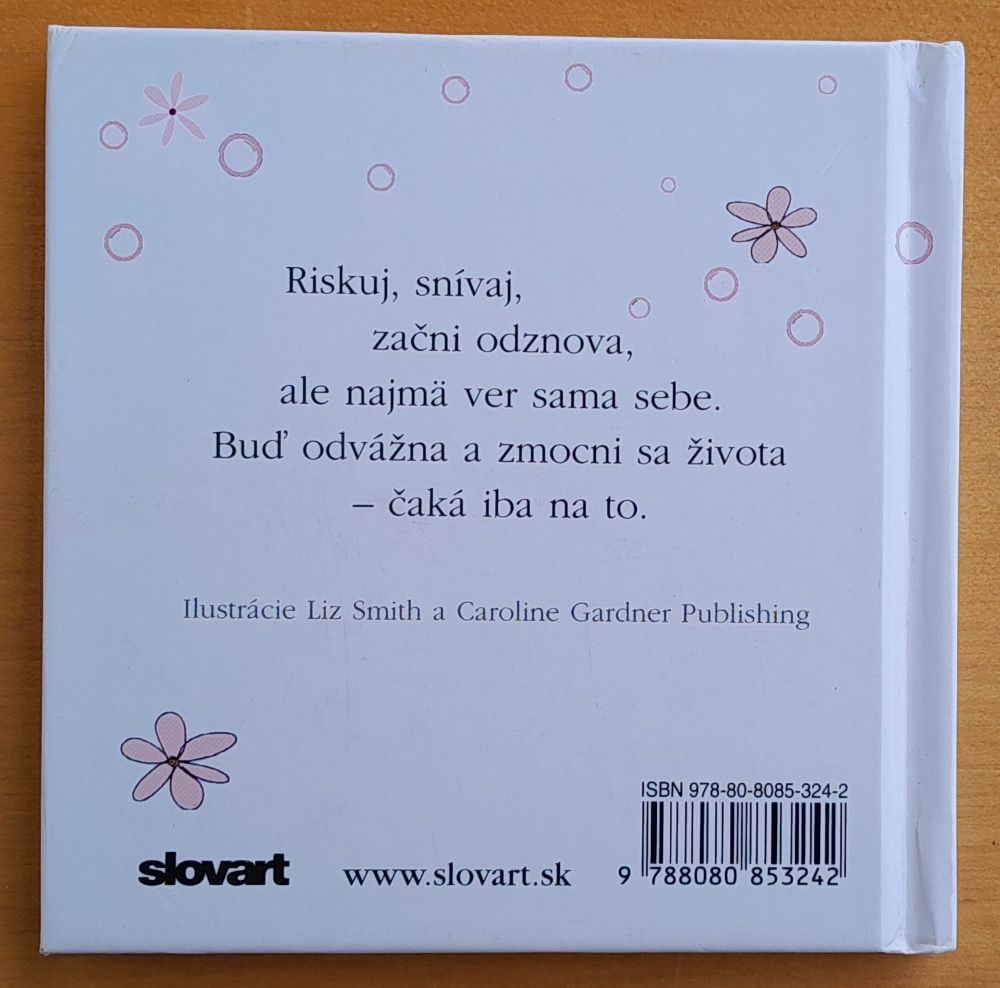 Riskuj, snívaj,
začni odznova,
ale najmä ver sama sebe.
Buď odvážna a zmocni sa života
– čaká iba na to.
Ilustrácie Liz Smith a Caroline Gardner Publishing
ISBN 978-80-8085-324-2
slovart
www.slovart.sk
9 788080 853242